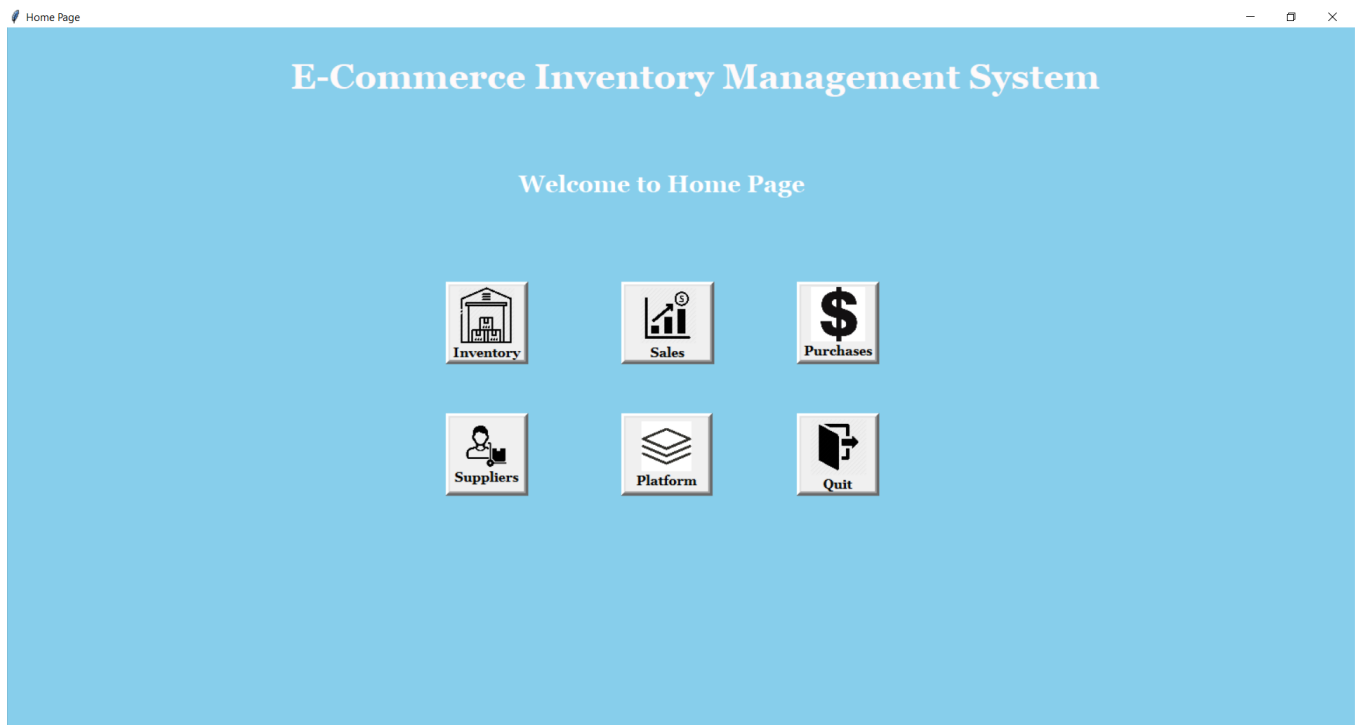 Home Page
E-Commerce Inventory Management System
Welcome to Home Page
Inventory
Sales
$
Purchases
Suppliers
Platform
Quit